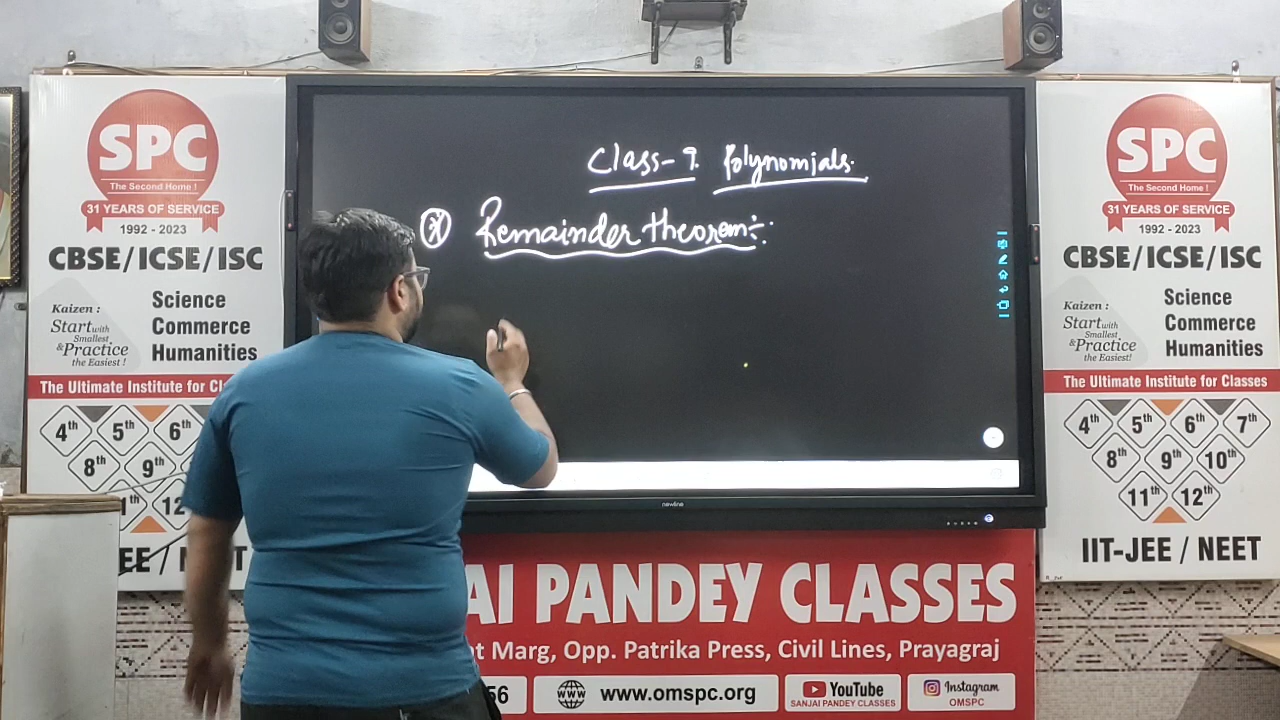 SPC
The Second Home !
31 YEARS OF SERVICE
1992 - 2023
CBSE/ICSE/ISC
Kaizen :
Start with
Smallest
& Practice
the Easiest !
Science
Commerce
Humanities
The Ultimate Institute for Cl
4th 5th 6th
8th 9th
12
EE /
Class - 9. Polynomials.
Remainder theorem
newline
AI PANDEY CLASSES
Marg, Opp. Patrika Press, Civil Lines, Prayagraj
56
www.omspc.org
YouTube
SANJAI PANDEY CLASSES
Instagram
OMSPC
SPC
The Second Home !
31 YEARS OF SERVICE
1992 - 2023
CBSE/ICSE/ISC
Kaizen :
Start with
Smallest
& Practice
the Easiest!
Science
Commerce
Humanities
The Ultimate Institute for Classes
4th 5th 6th 7th
8th 9th 10th
11th 12th
IIT-JEE / NEET